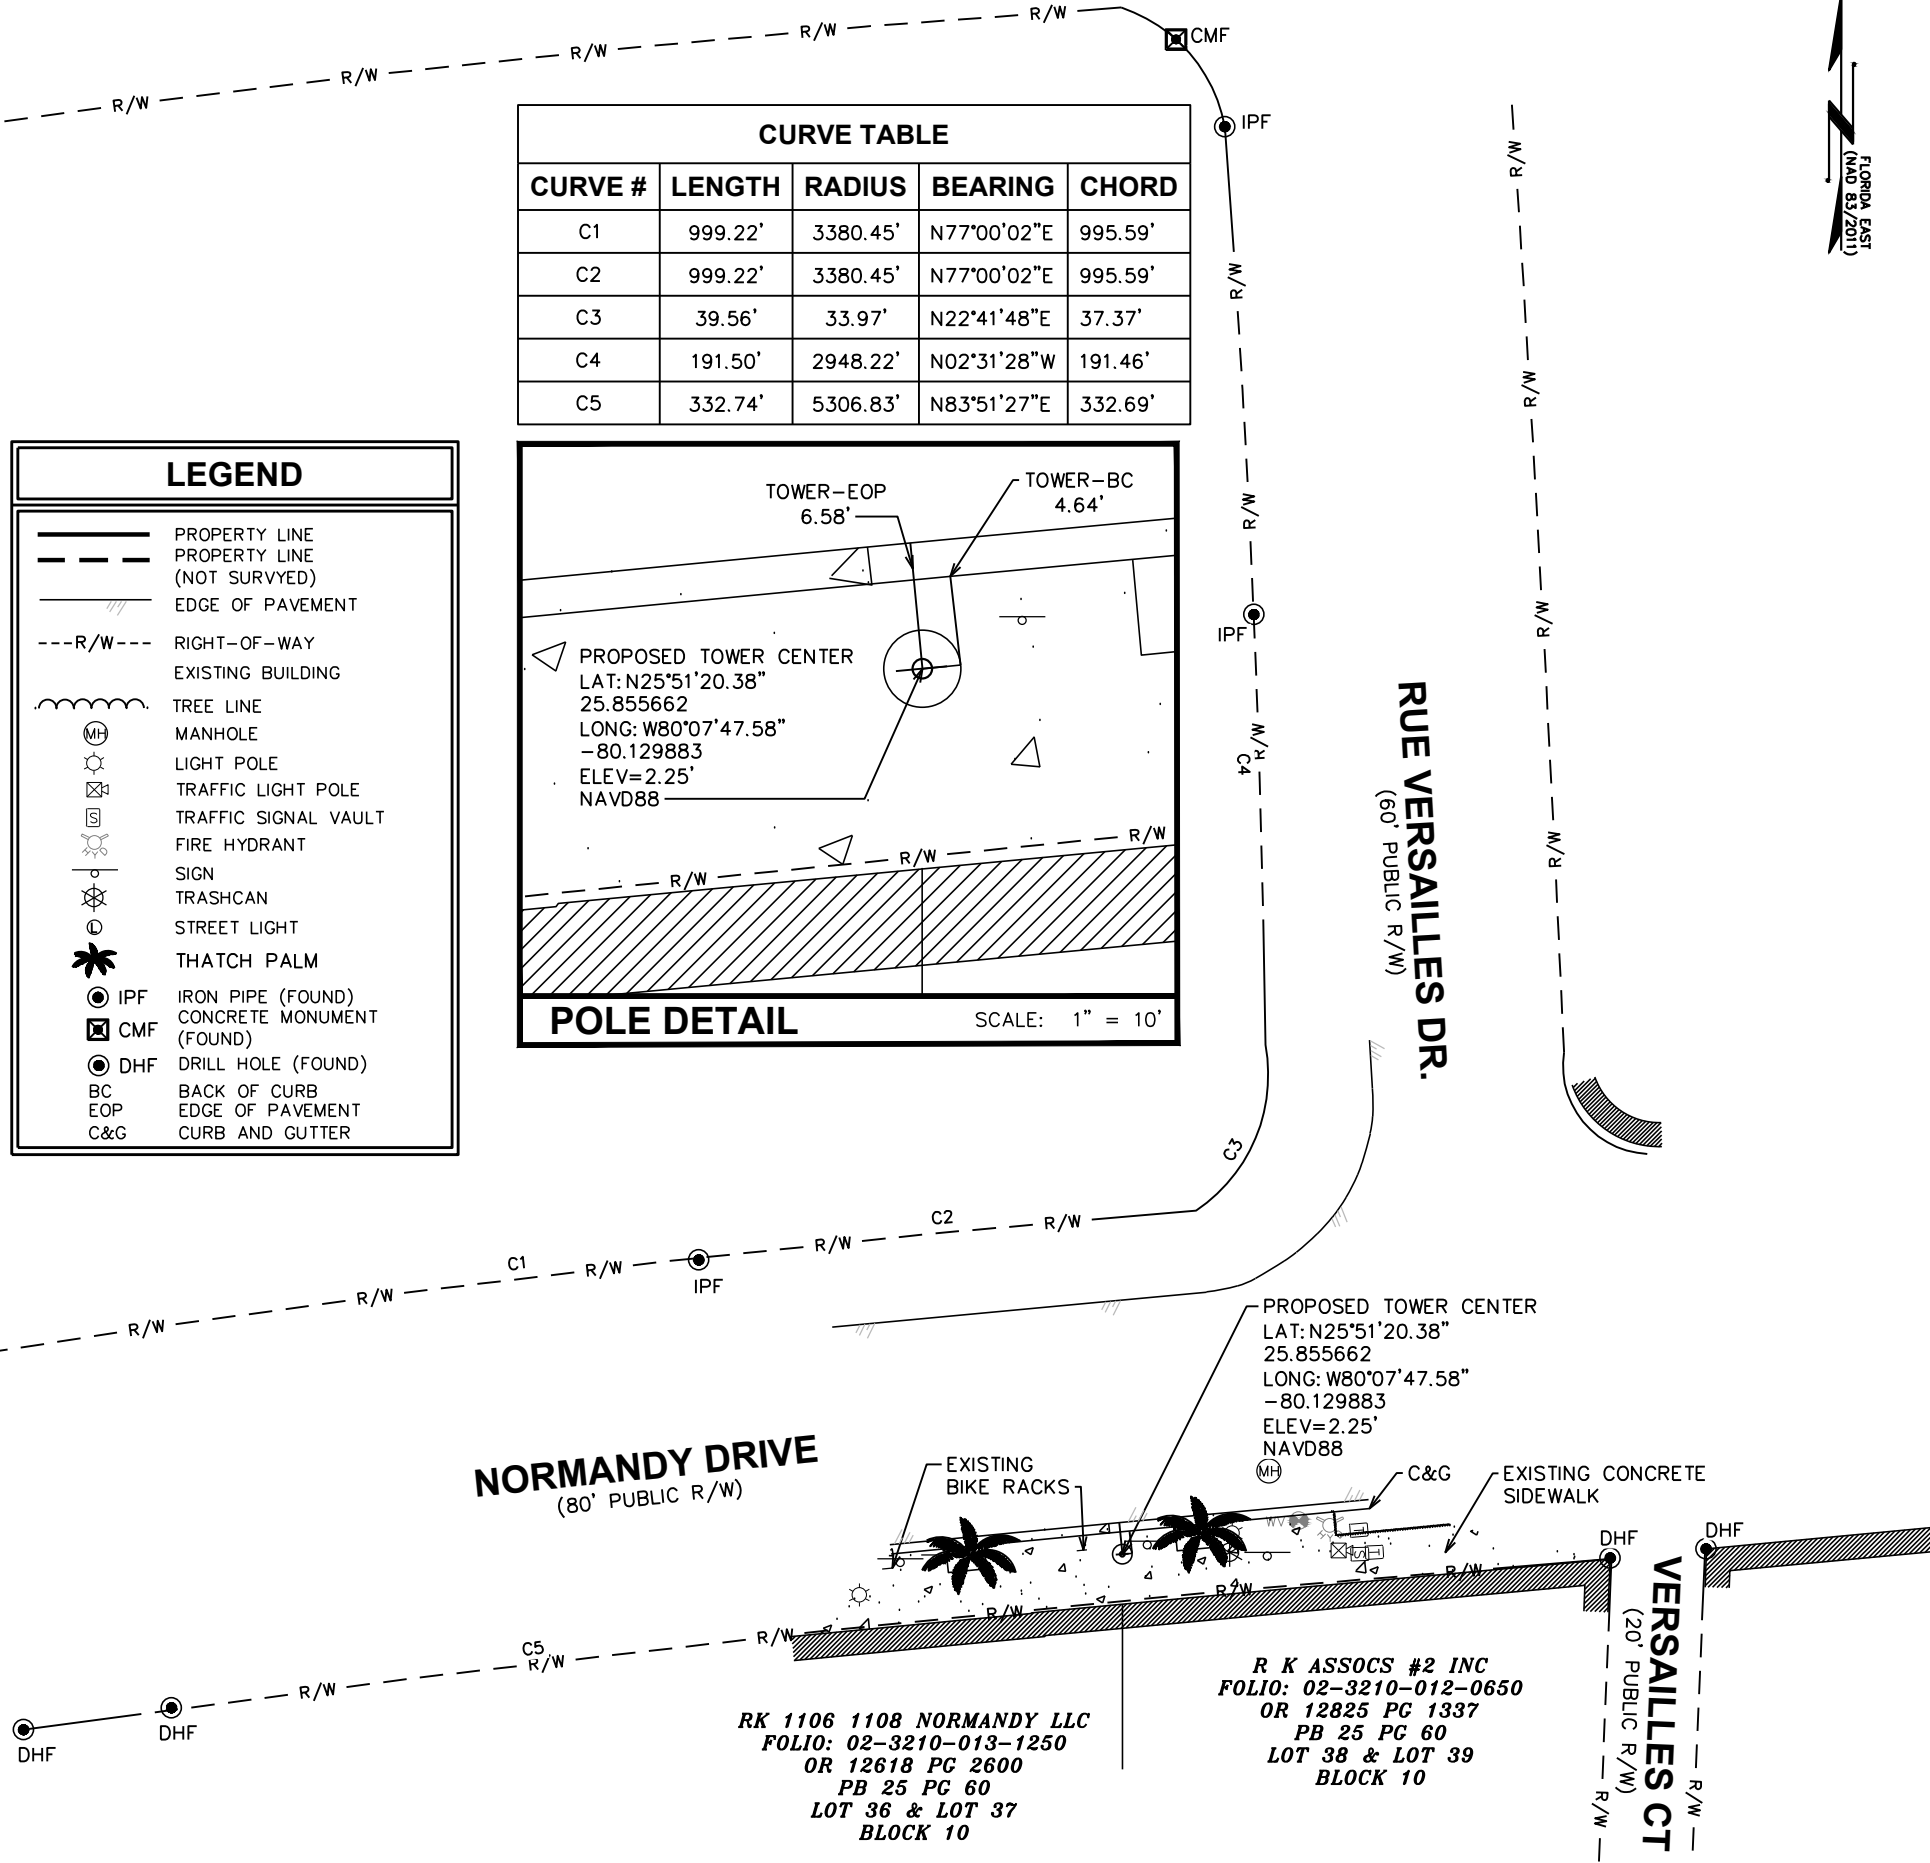 R/W
R/W
R/W
R/W
R/W
CMF
IPF
FLORIDA EAST
(NAD 83/2011)
CURVE TABLE
CURVE # LENGTH RADIUS BEARING CHORD
C1 999.22' 3380.45' N77°00'02"E 995.59'
C2 999.22' 3380.45' N77°00'02"E 995.59'
C3 39.56' 33.97' N22°41'48"E 37.37'
C4 191.50' 2948.22' N02°31'28"W 191.46'
C5 332.74' 5306.83' N83°51'27"E 332.69'
R/W
R/W
R/W
IPF
R/W
C4
R/W
R/W
R/W
R/W
RUE VERSAILLES DR.
(60' PUBLIC R/W)
LEGEND
PROPERTY LINE
PROPERTY LINE
(NOT SURVYED)
EDGE OF PAVEMENT
---R/W--- RIGHT-OF-WAY
EXISTING BUILDING
TREE LINE
MH MANHOLE
LIGHT POLE
TRAFFIC LIGHT POLE
S TRAFFIC SIGNAL VAULT
FIRE HYDRANT
SIGN
TRASHCAN
L STREET LIGHT
THATCH PALM
IPF IRON PIPE (FOUND)
CMF CONCRETE MONUMENT
(FOUND)
DHF DRILL HOLE (FOUND)
BC BACK OF CURB
EOP EDGE OF PAVEMENT
C&G CURB AND GUTTER
TOWER-EOP
6.58'
TOWER-BC
4.64'
PROPOSED TOWER CENTER
LAT: N25°51'20.38"
25.855662
LONG: W80°07'47.58"
-80.129883
ELEV=2.25'
NAVD88
R/W
R/W
R/W
POLE DETAIL SCALE: 1" = 10'
C3
C2
R/W
R/W
C1
R/W
IPF
R/W
R/W
PROPOSED TOWER CENTER
LAT: N25°51'20.38"
25.855662
LONG: W80°07'47.58"
-80.129883
ELEV=2.25'
NAVD88
MH
NORMANDY DRIVE
(80' PUBLIC R/W)
EXISTING
BIKE RACKS
C&G
EXISTING CONCRETE
SIDEWALK
WV
T
S
T
DHF
DHF
R/W
R/W
R/W
R/W
C5
R/W
R/W
DHF
DHF
RK 1106 1108 NORMANDY LLC
FOLIO: 02-3210-013-1250
OR 12618 PG 2600
PB 25 PG 60
LOT 36 & LOT 37
BLOCK 10
R K ASSOCS #2 INC
FOLIO: 02-3210-012-0650
OR 12825 PG 1337
PB 25 PG 60
LOT 38 & LOT 39
BLOCK 10
VERSAILLES CT
(20' PUBLIC R/W)
R/W
R/W